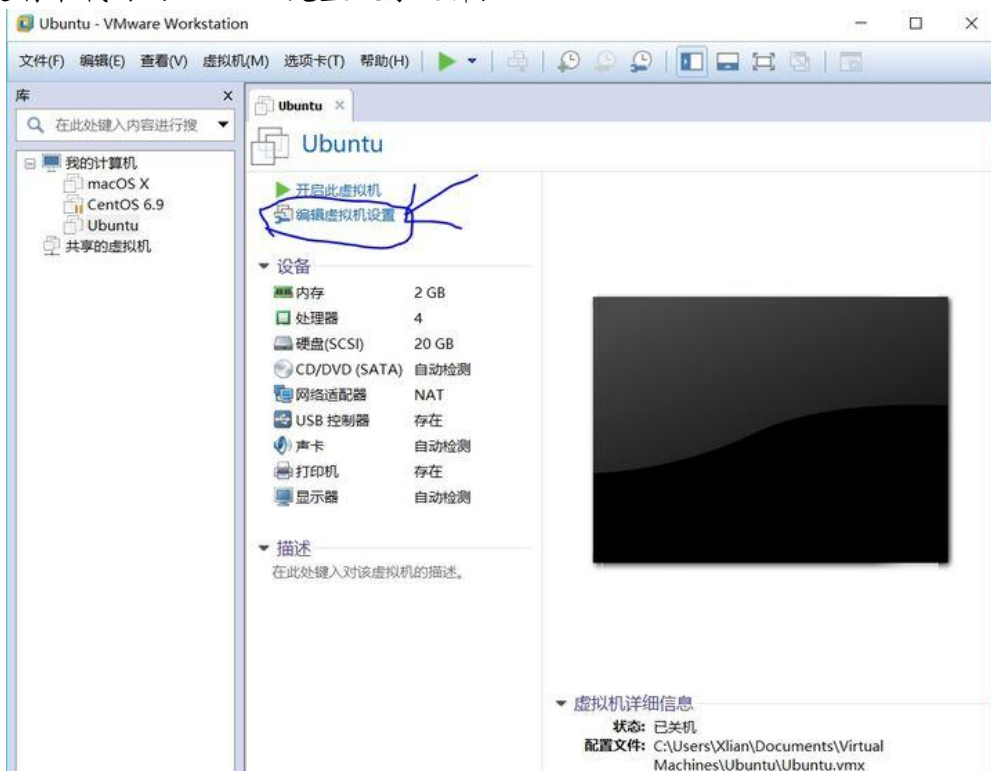 Ubuntu - VMware Workstation
文件(F) 编辑(E) 查看(V) 虚拟机(M) 选项卡(T) 帮助(H)
库
在此处键入内容进行搜
我的计算机
macOS X
CentOS 6.9
Ubuntu
共享的虚拟机
Ubuntu
Ubuntu
开启此虚拟机
编辑虚拟机设置
设备
内存 2 GB
处理器 4
硬盘(SCSI) 20 GB
CD/DVD (SATA) 自动检测
网络适配器 NAT
USB 控制器 存在
声卡 自动检测
打印机 存在
显示器 自动检测
描述
在此处键入对该虚拟机的描述。
虚拟机详细信息
状态: 已关机
配置文件: C:\Users\Xlian\Documents\Virtual
Machines\Ubuntu\Ubuntu.vmx